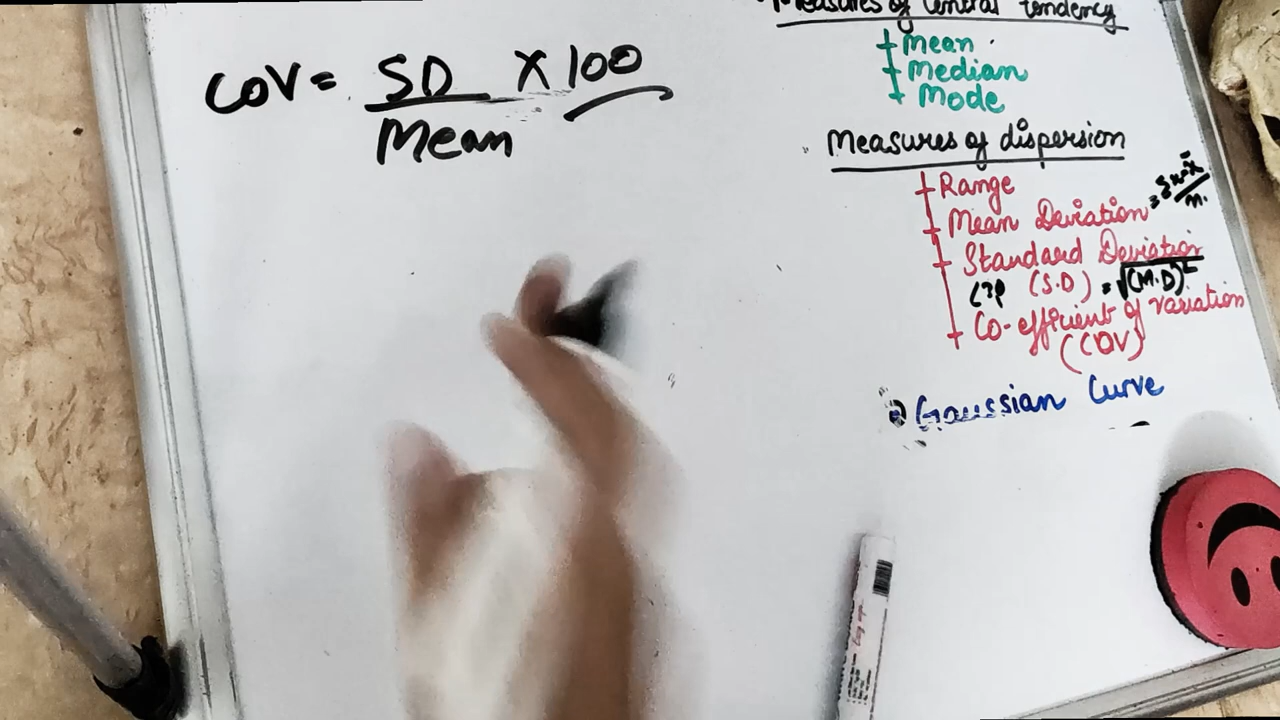 COV = SD X 100
Mean
Measures of Central tendency
Mean
Median
Mode
Measures of dispersion
Range
Mean Deviation
Standard Deviation
(S.D) = √(M.D)²
Co-efficient of variation
(COV)
Gaussian Curve